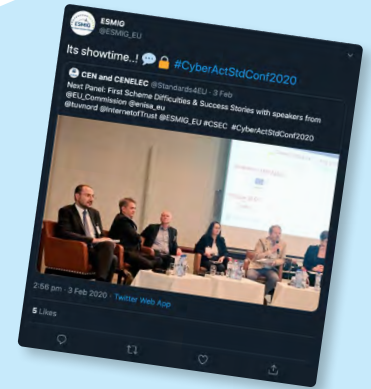 ESMIG
@ESMIG_EU
Its showtime..! 💬🔒 #CyberActStdConf2020
CEN and CENELEC @Standards4EU · 3 Feb
Next Panel: First Scheme Difficulties & Success Stories with speakers from
@EU_Commission @enisa_eu
@tuvnord @InternetofTrust @ESMIG_EU #CSEC #CyberActStdConf2020
2:56 pm · 3 Feb 2020 · Twitter Web App
5 Likes